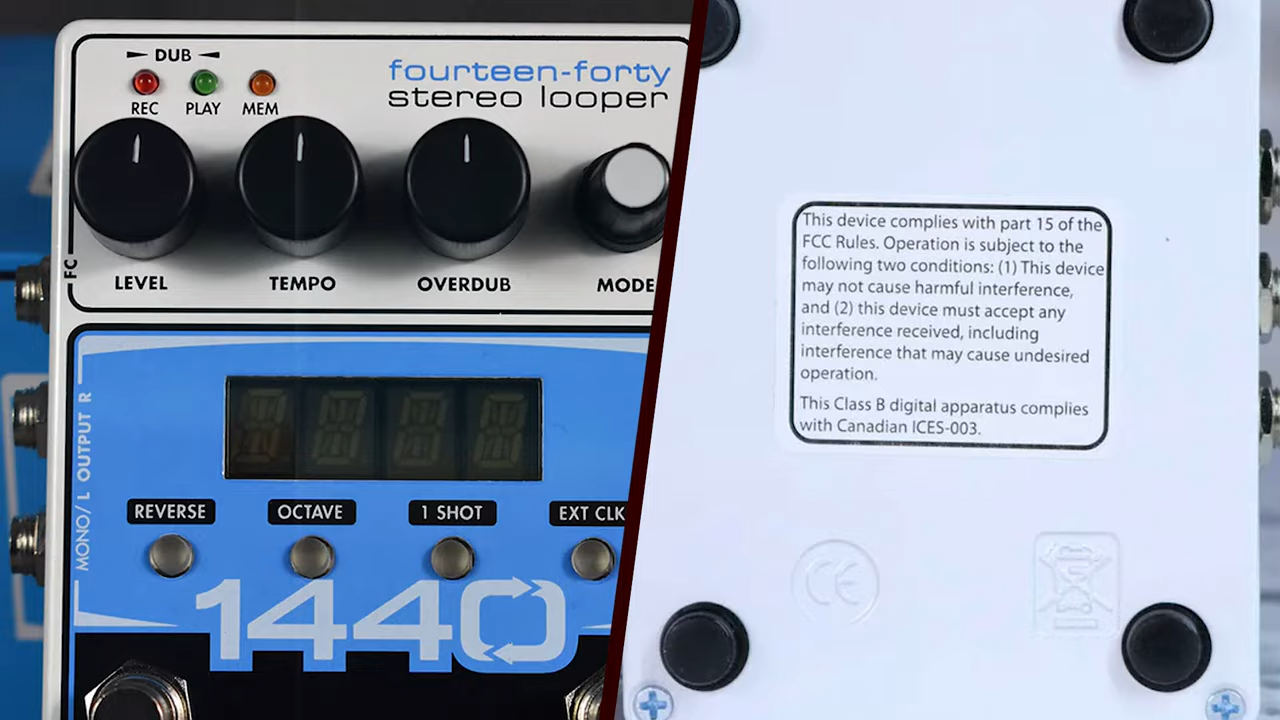 DUB
REC PLAY MEM
fourteen-forty
stereo looper
LEVEL TEMPO OVERDUB MODE
FC
MONO/ L OUTPUT R
REVERSE OCTAVE 1 SHOT EXT CLK
1440
This device complies with part 15 of the
FCC Rules. Operation is subject to the
following two conditions: (1) This device
may not cause harmful interference,
and (2) this device must accept any
interference received, including
interference that may cause undesired
operation.
This Class B digital apparatus complies
with Canadian ICES-003.
CE